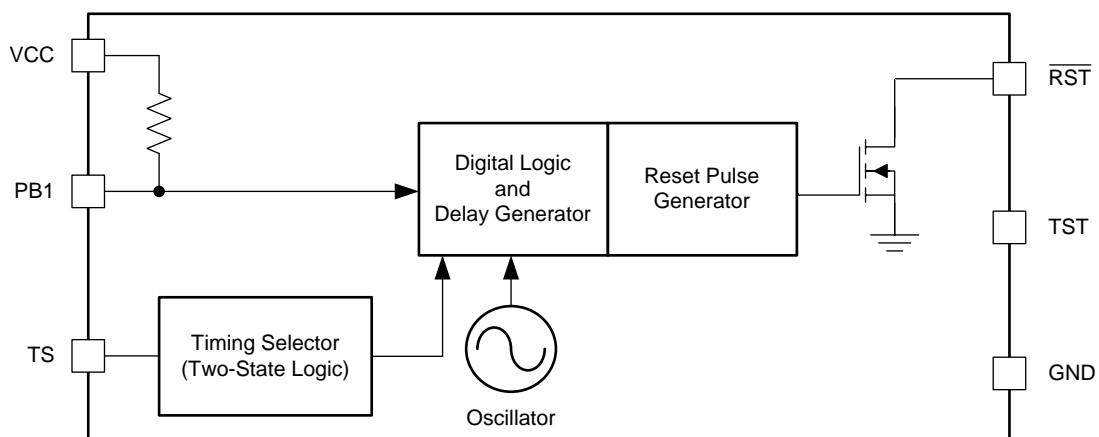 VCC
RST
PB1
Digital Logic
and
Delay Generator
Reset Pulse
Generator
TST
TS
Timing Selector
(Two-State Logic)
GND
Oscillator